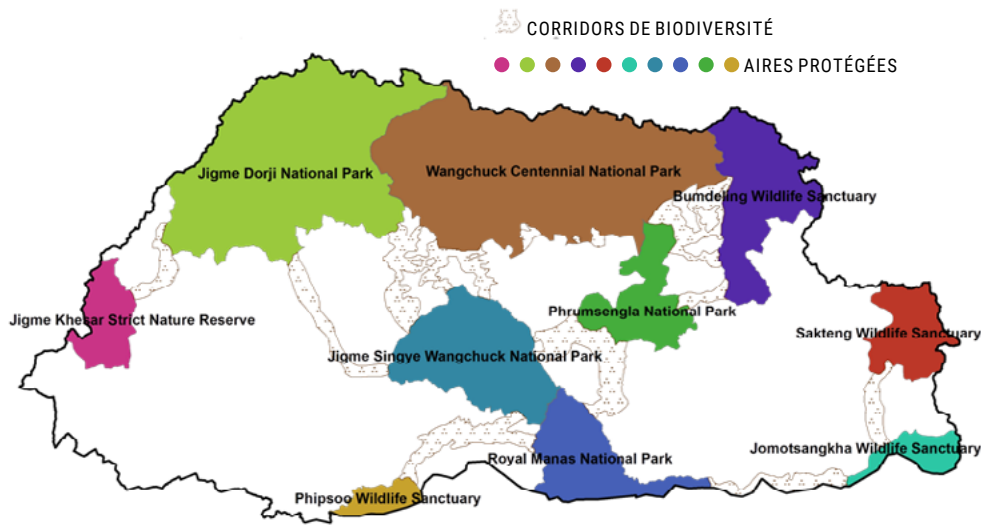 CORRIDORS DE BIODIVERSITÉ
AIRES PROTÉGÉES
Jigme Dorji National Park
Wangchuck Centennial National Park
Bumdeling Wildlife Sanctuary
Jigme Khesar Strict Nature Reserve
Phrumsengla National Park
Sakteng Wildlife Sanctuary
Jigme Singye Wangchuck National Park
Jomotsangkha Wildlife Sanctuary
Royal Manas National Park
Phipsoo Wildlife Sanctuary